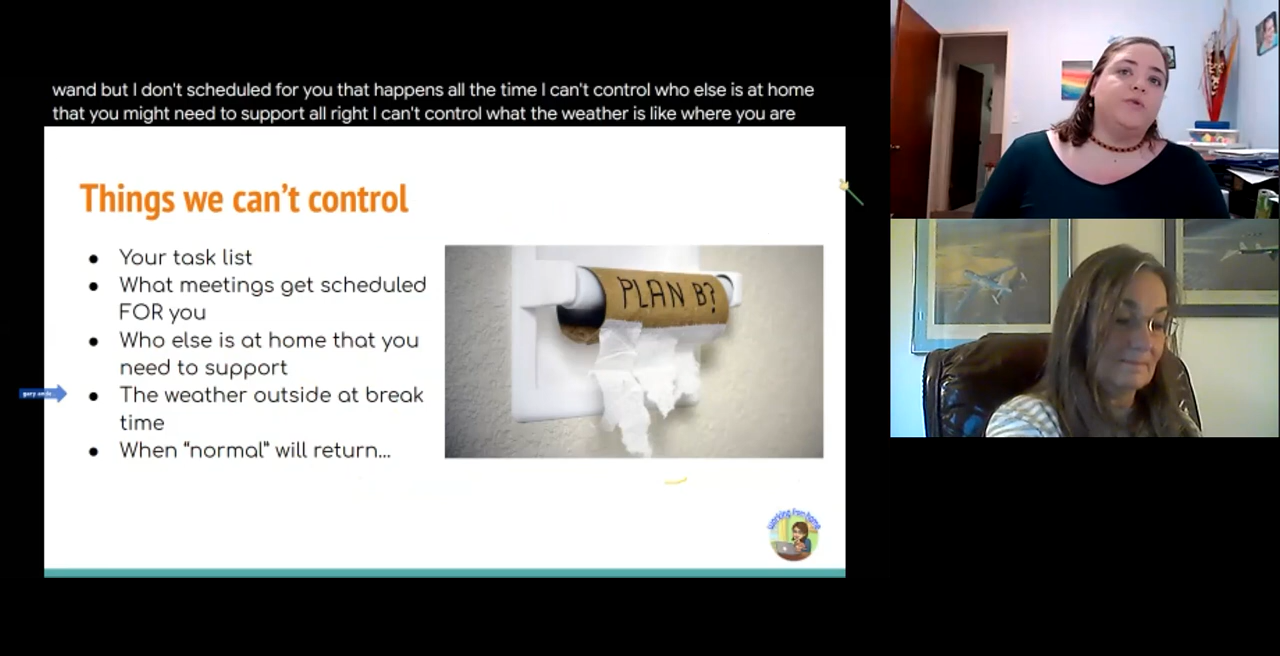 wand but I don't scheduled for you that happens all the time I can't control who else is at home
that you might need to support all right I can't control what the weather is like where you are
Things we can't control
● Your task list
● What meetings get scheduled
FOR you
● Who else is at home that you
need to support
● The weather outside at break
time
● When “normal” will return...
PLAN B?
working from home